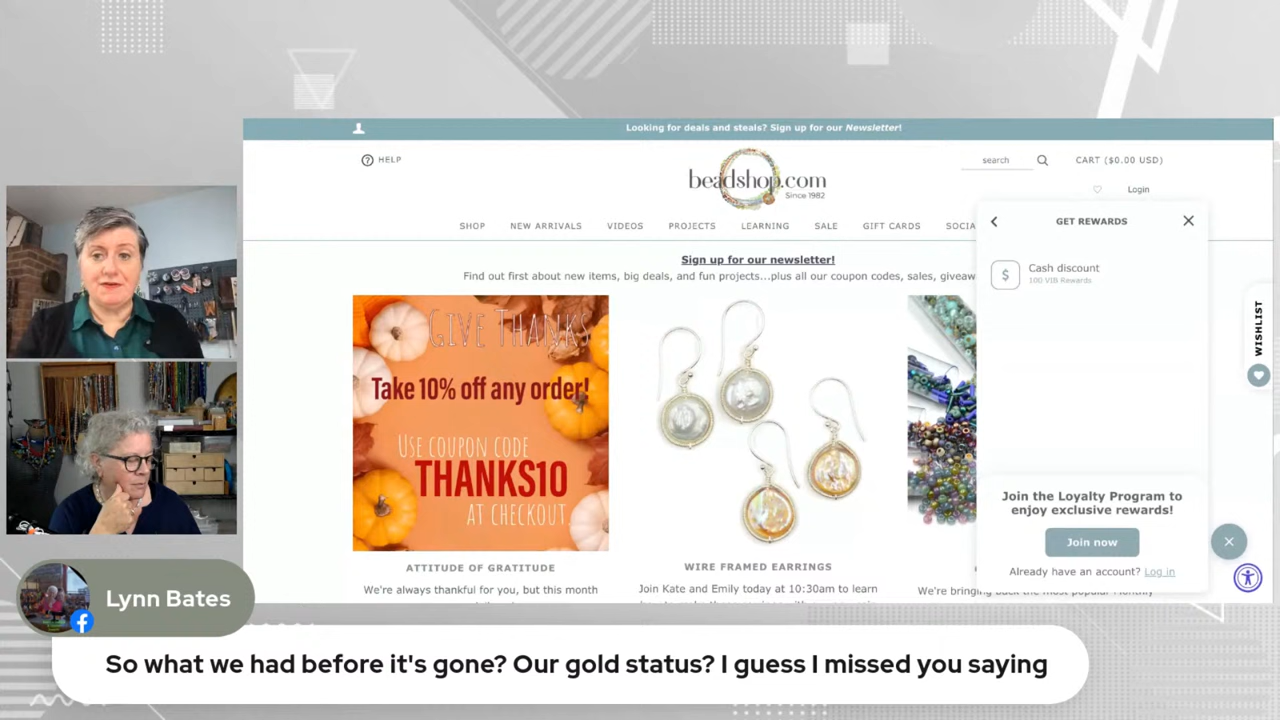 Looking for deals and steals? Sign up for our Newsletter!
HELP
beadshop.com
Since 1982
search
CART ($0.00 USD)
Login
SHOP NEW ARRIVALS VIDEOS PROJECTS LEARNING SALE GIFT CARDS SOCIA
GET REWARDS
Sign up for our newsletter!
Find out first about new items, big deals, and fun projects...plus all our coupon codes, sales, giveaw
Cash discount
100 VIB Rewards
GIVE THANKS
Take 10% off any order!
USE COUPON CODE
THANKS10
AT CHECKOUT.
WISHLIST
Join the Loyalty Program to
enjoy exclusive rewards!
Join now
Already have an account? Log in
ATTITUDE OF GRATITUDE
We're always thankful for you, but this month
WIRE FRAMED EARRINGS
Join Kate and Emily today at 10:30am to learn
We're bringing back the most popular Monthly
Lynn Bates
So what we had before it's gone? Our gold status? I guess I missed you saying